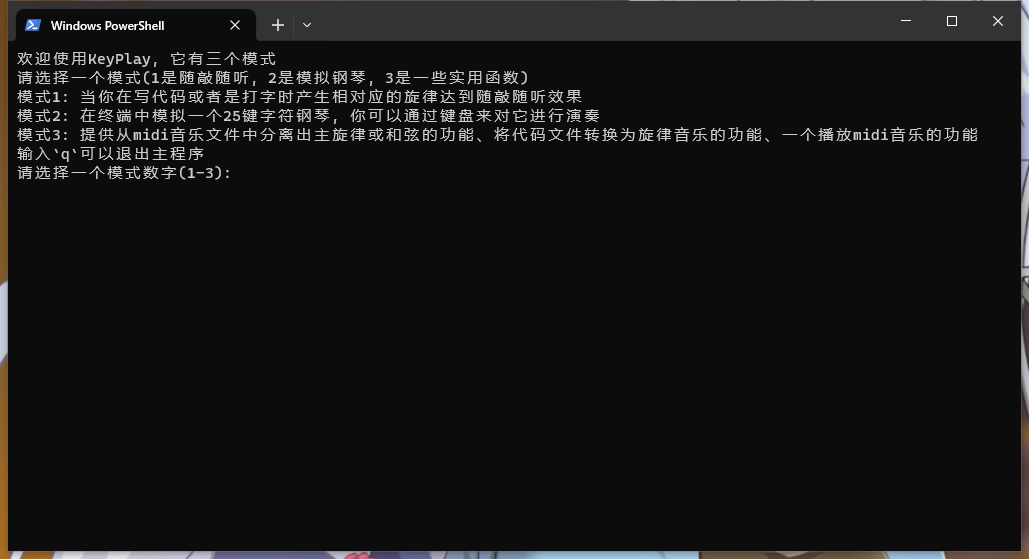 Windows PowerShell
欢迎使用KeyPlay, 它有三个模式
请选择一个模式(1是随敲随听, 2是模拟钢琴, 3是一些实用函数)
模式1: 当你在写代码或者是打字时产生相对应的旋律达到随敲随听效果
模式2: 在终端中模拟一个25键字符钢琴, 你可以通过键盘来对它进行演奏
模式3: 提供从midi音乐文件中分离出主旋律或和弦的功能、将代码文件转换为旋律音乐的功能、一个播放midi音乐的功能
输入`q`可以退出主程序
请选择一个模式数字(1-3):